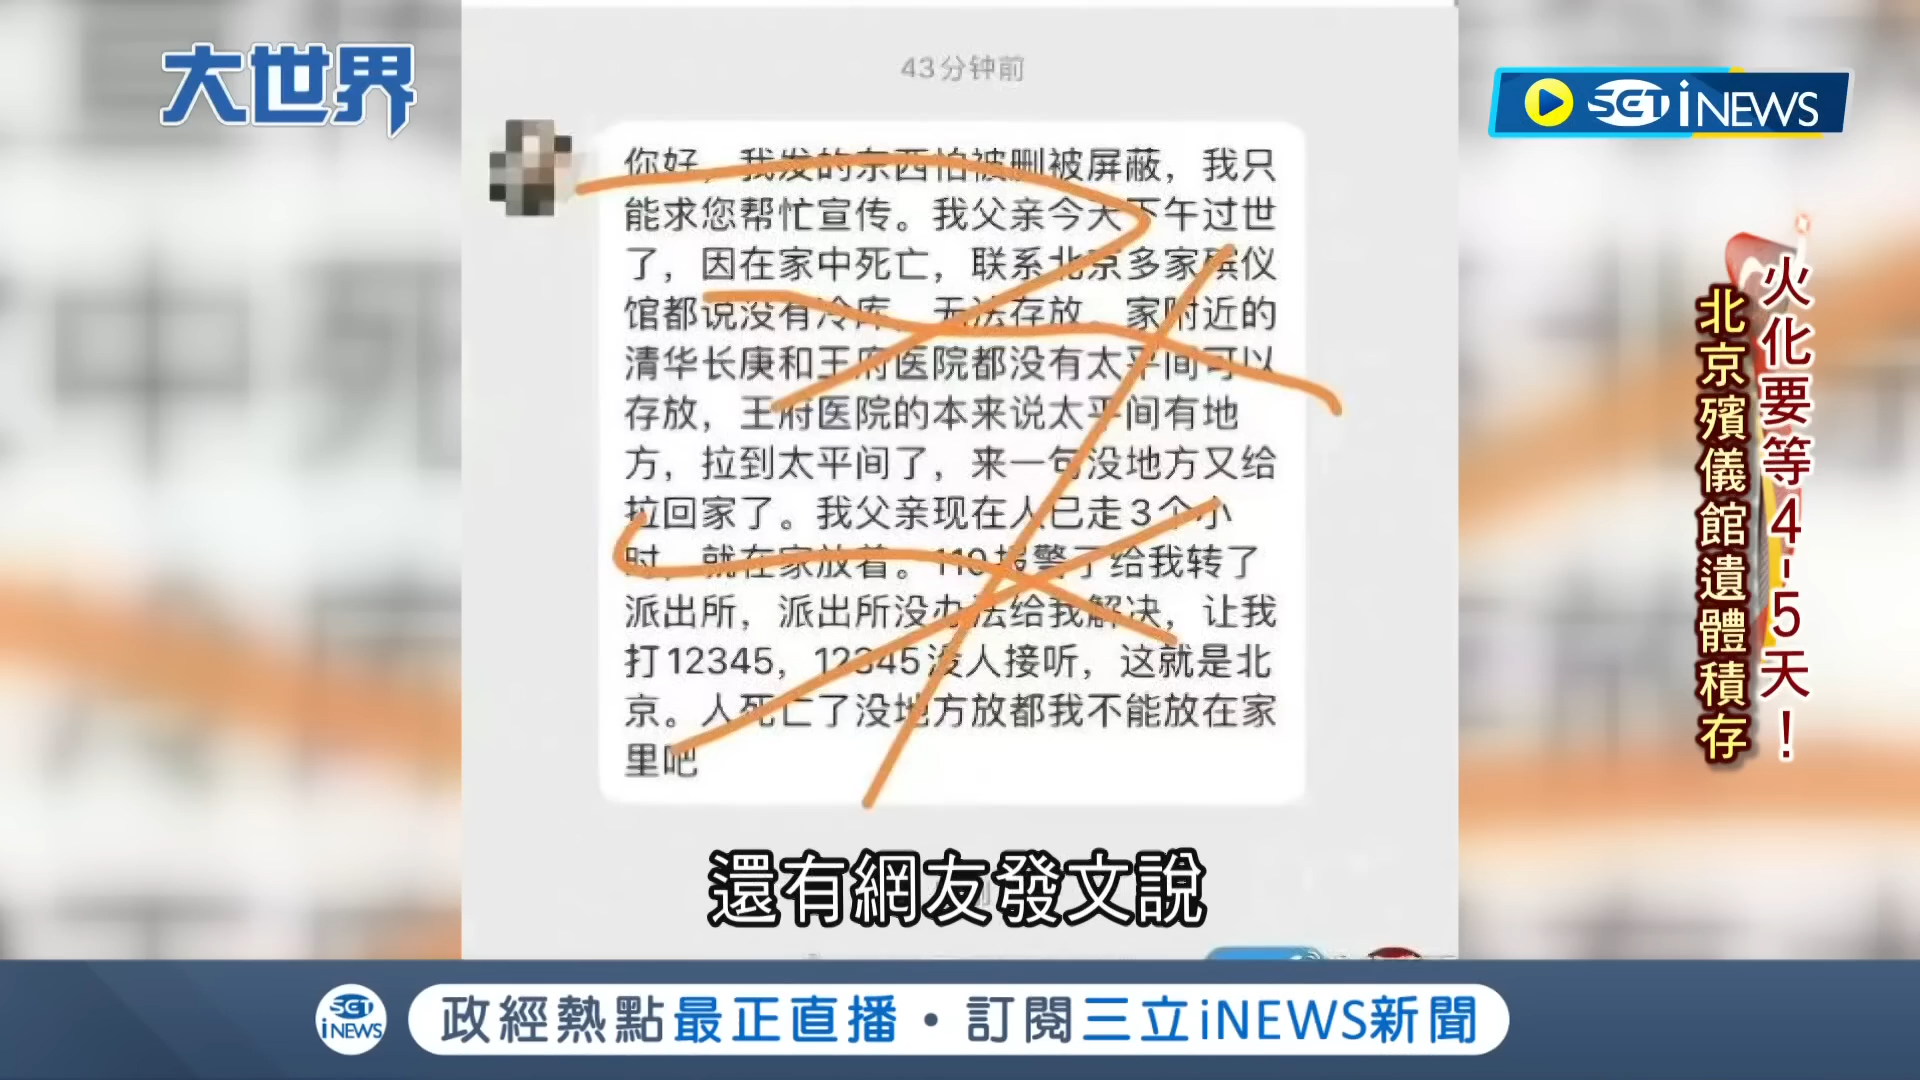 大世界
SET iNEWS
43分钟前
你好，我发的东西怕被删被屏蔽，我只
能求您帮忙宣传。我父亲今天下午过世
了，因在家中死亡，联系北京多家殡仪
馆都说没有冷库，无法存放，家附近的
清华长庚和王府医院都没有太平间可以
存放，王府医院的本来说太平间有地
方，拉到太平间了，来一句没地方又给
拉回家了。我父亲现在人已走3个小
时，就在家放着。110报警了给我转了
派出所，派出所没办法给我解决，让我
打12345，12345没人接听，这就是北
京。人死亡了没地方放都我不能放在家
里吧
火化要等4-5天！
北京殯儀館遺體積存
還有網友發文說
SET iNEWS
政經熱點最正直播・訂閱三立iNEWS新聞